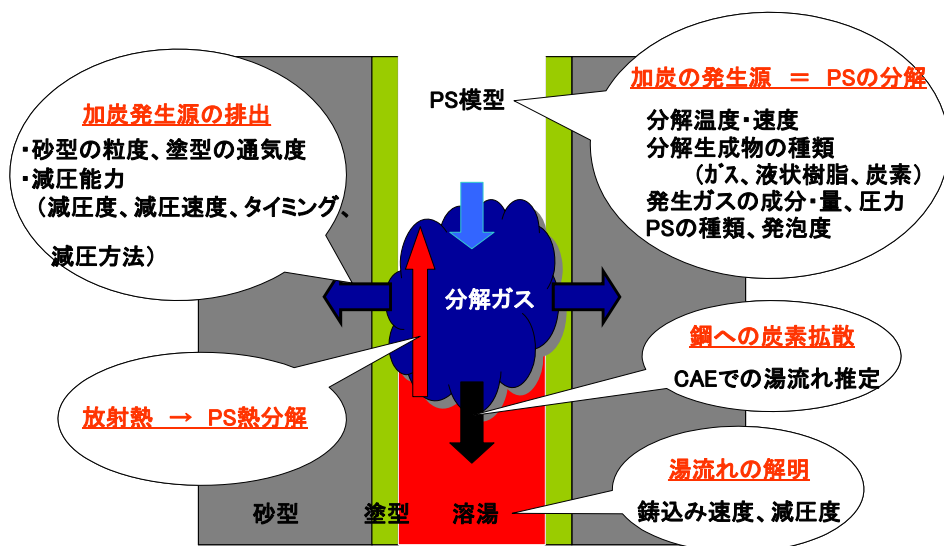 加炭発生源の排出
・砂型の粒度、塗型の通気度
・減圧能力
（減圧度、減圧速度、タイミング、
減圧方法）
PS模型
加炭の発生源 ＝ PSの分解
分解温度・速度
分解生成物の種類
（ガス、液状樹脂、炭素）
発生ガスの成分・量、圧力
PSの種類、発泡度
分解ガス
放射熱 → PS熱分解
鋼への炭素拡散
CAEでの湯流れ推定
湯流れの解明
鋳込み速度、減圧度
砂型 塗型 溶湯